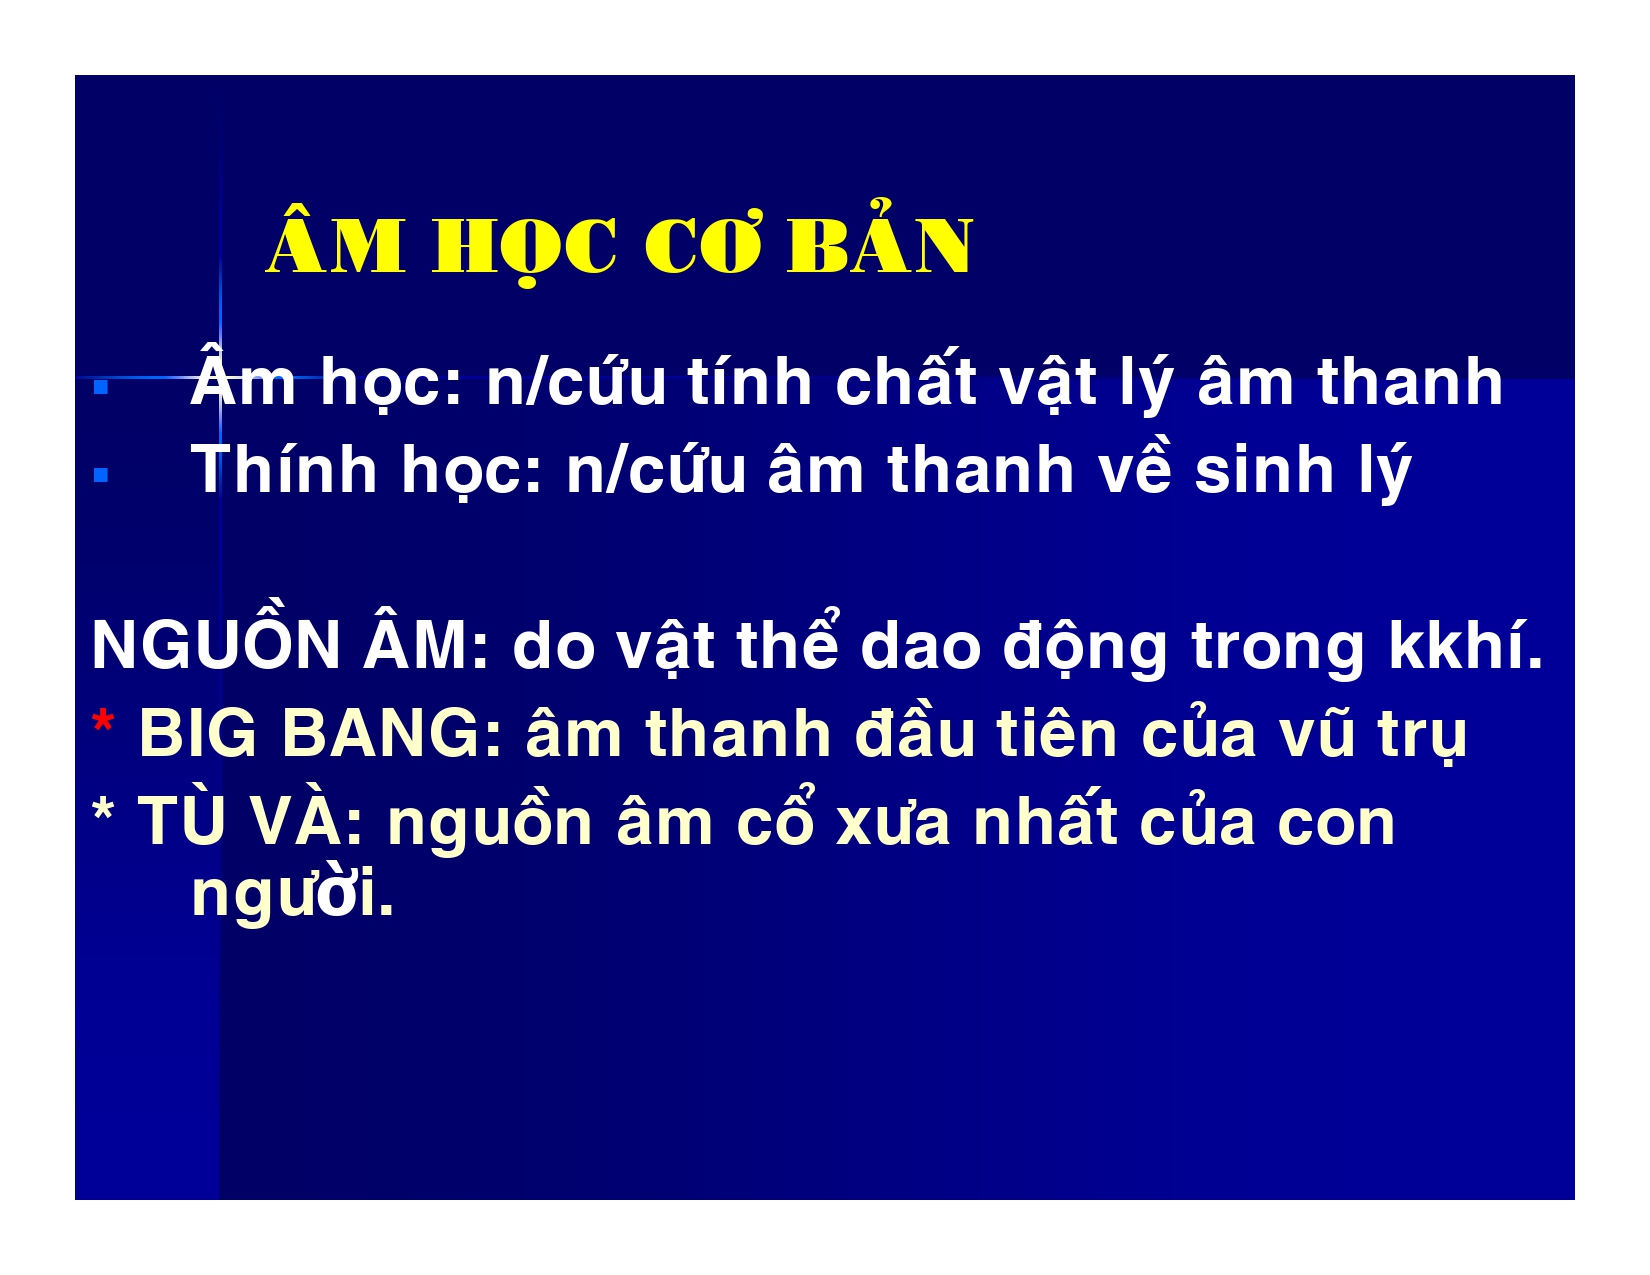 ÂM HỌC CƠ BẢN
▪ Âm học: n/cứu tính chất vật lý âm thanh
▪ Thính học: n/cứu âm thanh về sinh lý
NGUỒN ÂM: do vật thể dao động trong kkhí.
* BIG BANG: âm thanh đầu tiên của vũ trụ
* TÙ VÀ: nguồn âm cổ xưa nhất của con
người.